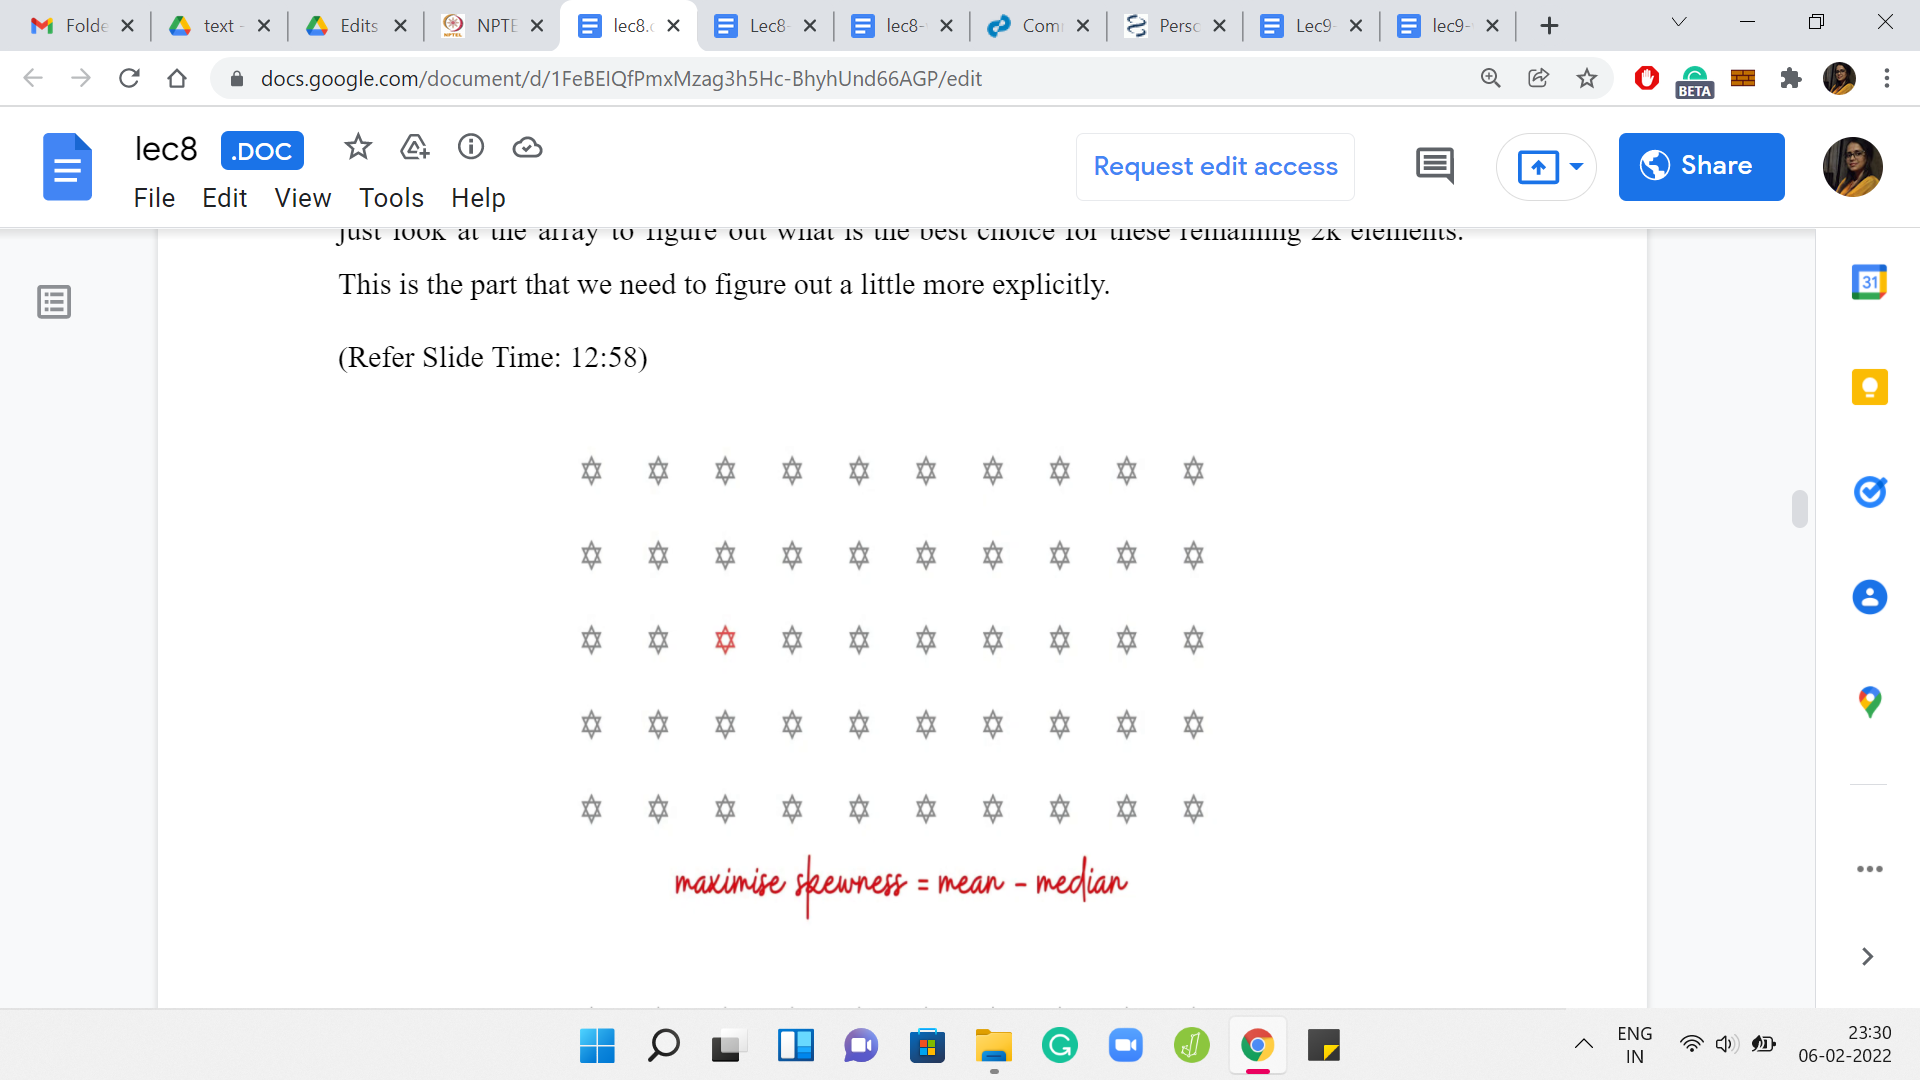 Folde
text -
Edits
NPTE
lec8.c
Lec8-
lec8-
Com
Perso
Lec9-
lec9-
docs.google.com/document/d/1FeBEIQfPmxMzag3h5Hc-BhyhUnd66AGP/edit
BETA
lec8
.DOC
Request edit access
Share
File Edit View Tools Help
just look at the array to figure out what is the best choice for these remaining 2k elements.
This is the part that we need to figure out a little more explicitly.
(Refer Slide Time: 12:58)
maximise skewness = mean - median
31
ENG
IN
23:30
06-02-2022